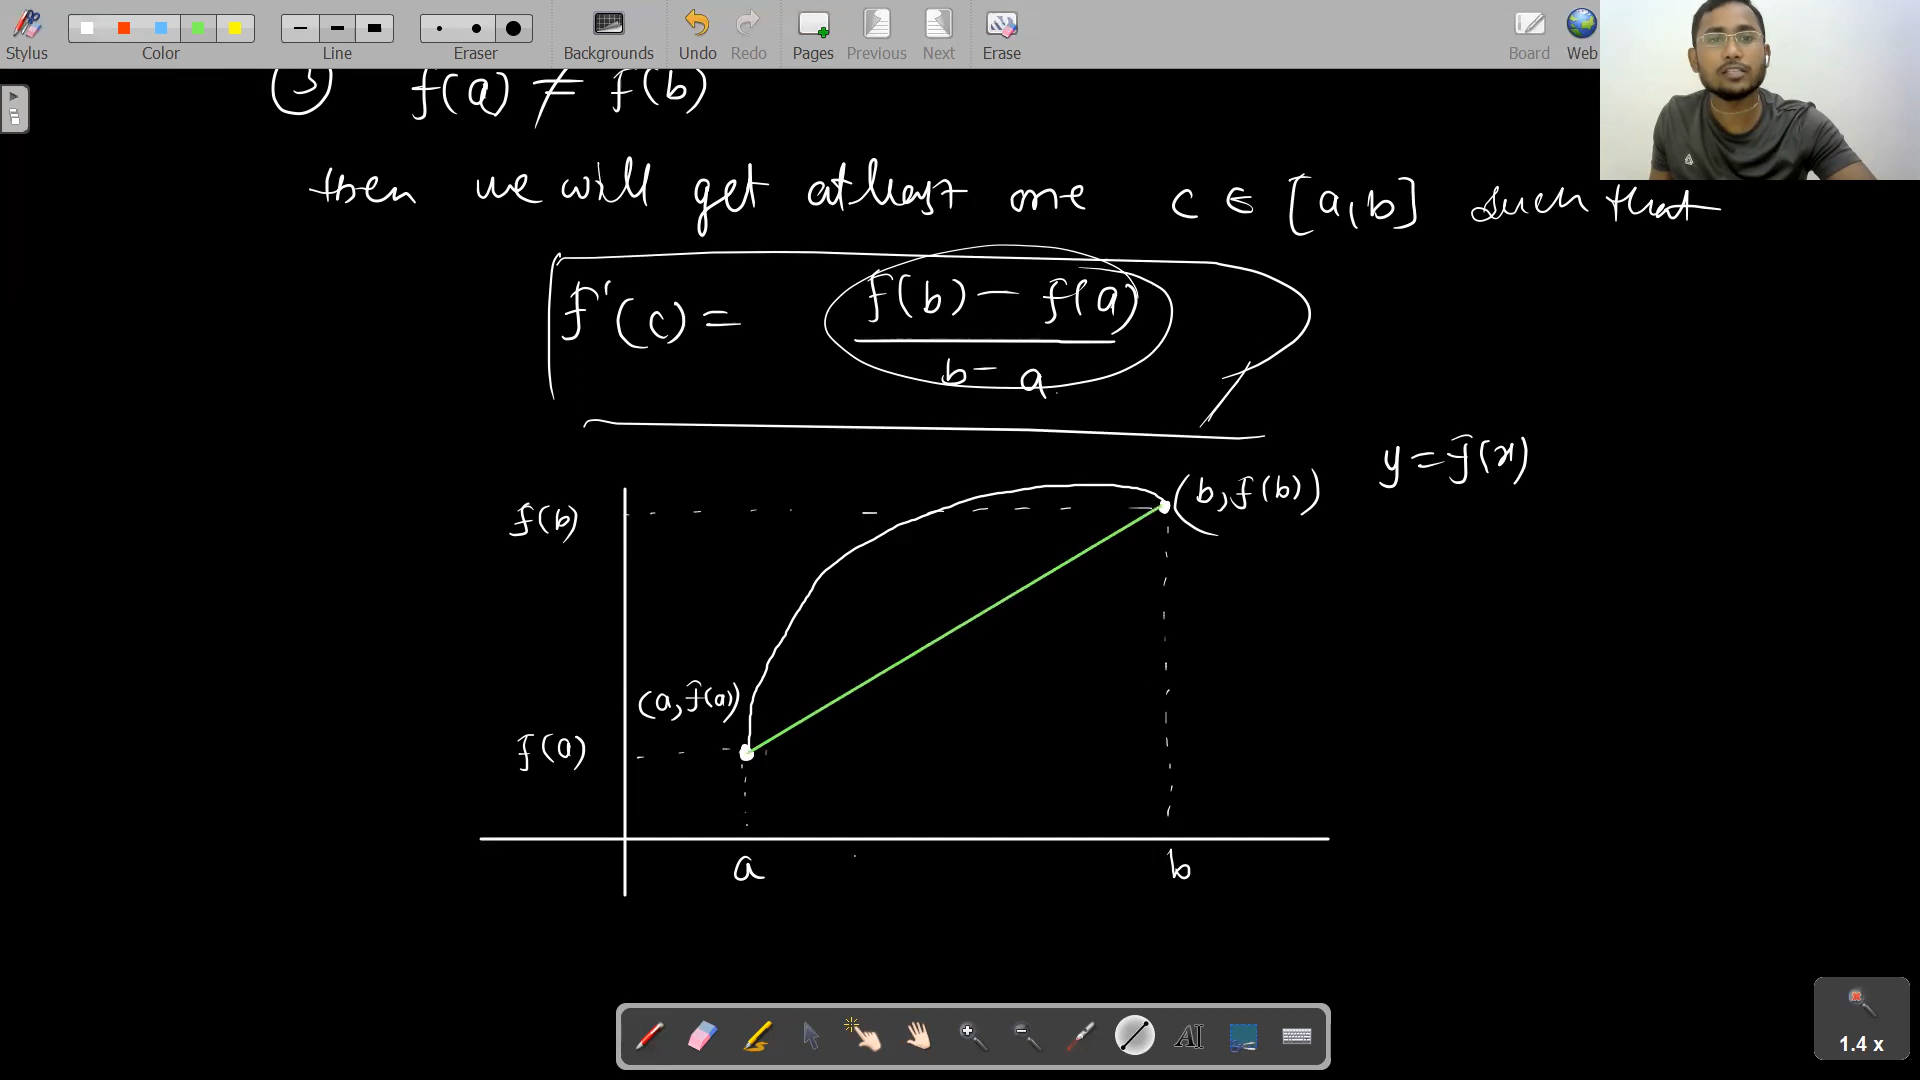 Stylus Color Line Eraser Backgrounds Undo Redo Pages Previous Next Erase Board Web
③ f(a) ≠ f(b)
then we will get atleast one c ∈ [a,b] such that
f'(c) = f(b) - f(a) / b - a
y = f(x)
(b, f(b))
f(b)
(a, f(a))
f(a)
a b
AI
1.4 x